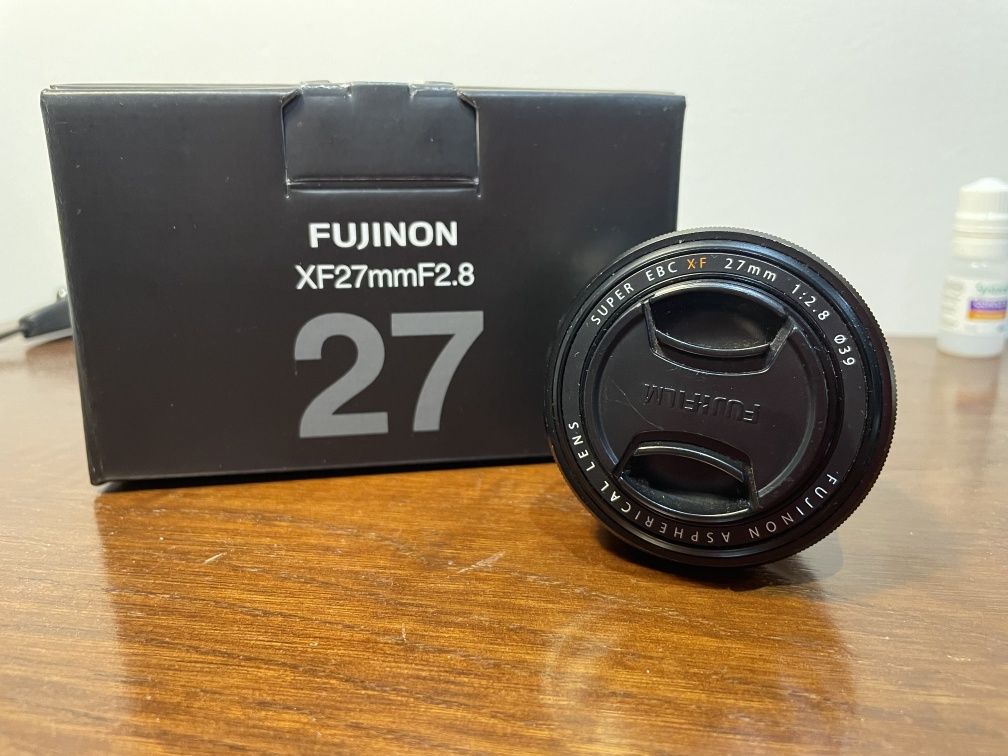 FUJINON
XF27mmF2.8
27
SUPER EBC XF 27mm 1:2.8 Ø39
FUJIFILM
FUJINON ASPHERICAL LENS